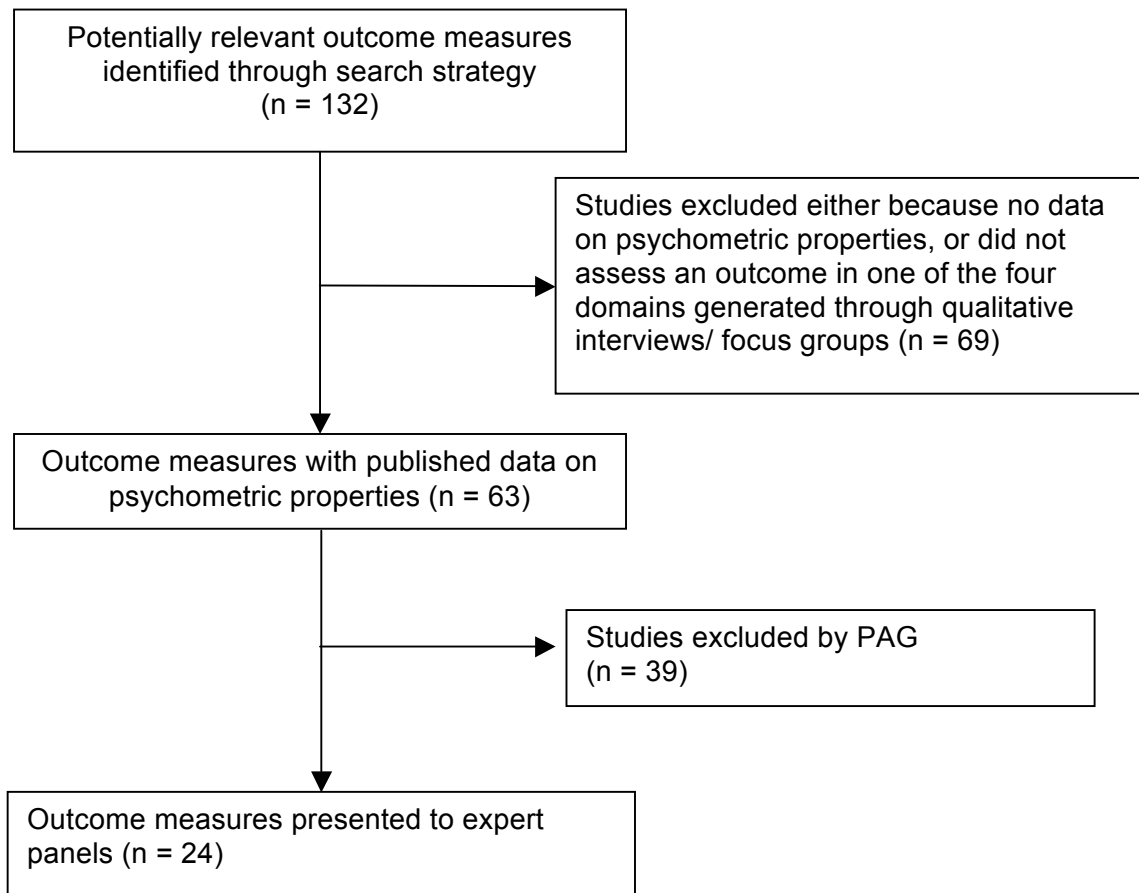 Potentially relevant outcome measures
identified through search strategy
(n = 132)
Studies excluded either because no data
on psychometric properties, or did not
assess an outcome in one of the four
domains generated through qualitative
interviews/ focus groups (n = 69)
Outcome measures with published data on
psychometric properties (n = 63)
Studies excluded by PAG
(n = 39)
Outcome measures presented to expert
panels (n = 24)